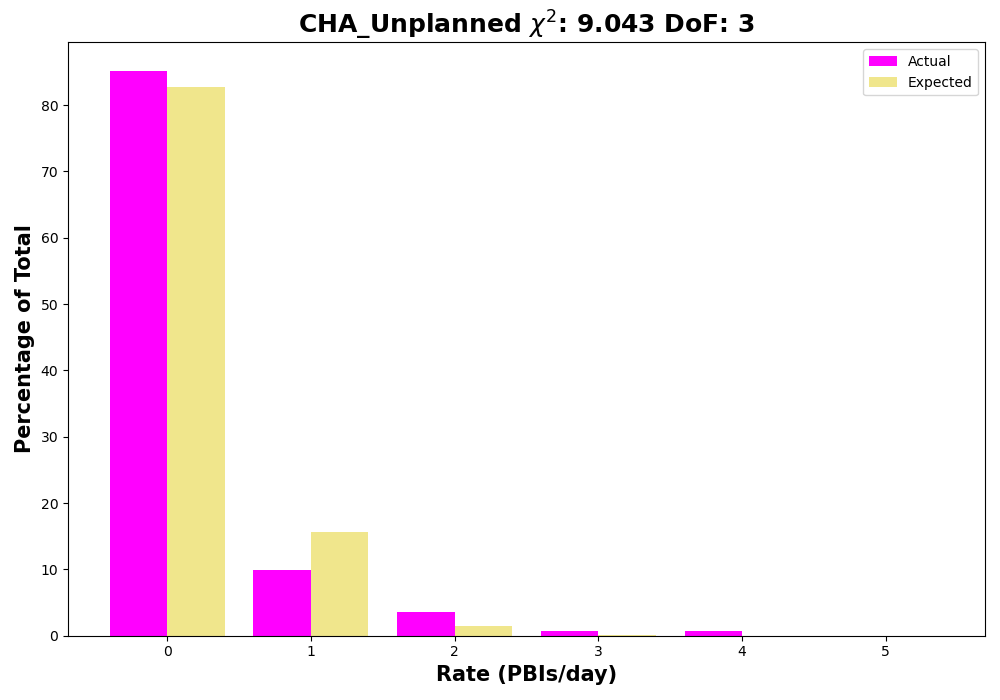 CHA_Unplanned χ²: 9.043 DoF: 3
Actual
Expected
Percentage of Total
80
70
60
50
40
30
20
10
0
0 1 2 3 4 5
Rate (PBIs/day)